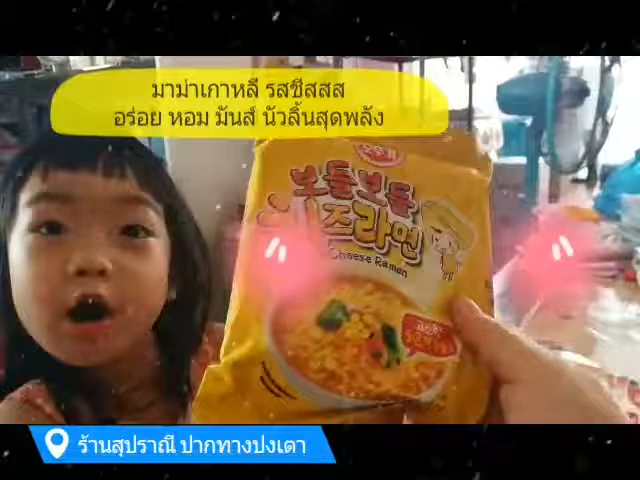 มาม่าเกาหลี รสชีสสส
อร่อย หอม มันส์ นัวลิ้นสุดพลัง
보들보들
치즈라면
Cheese Ramen
ร้านสุปราณี ปากทางปงเตา